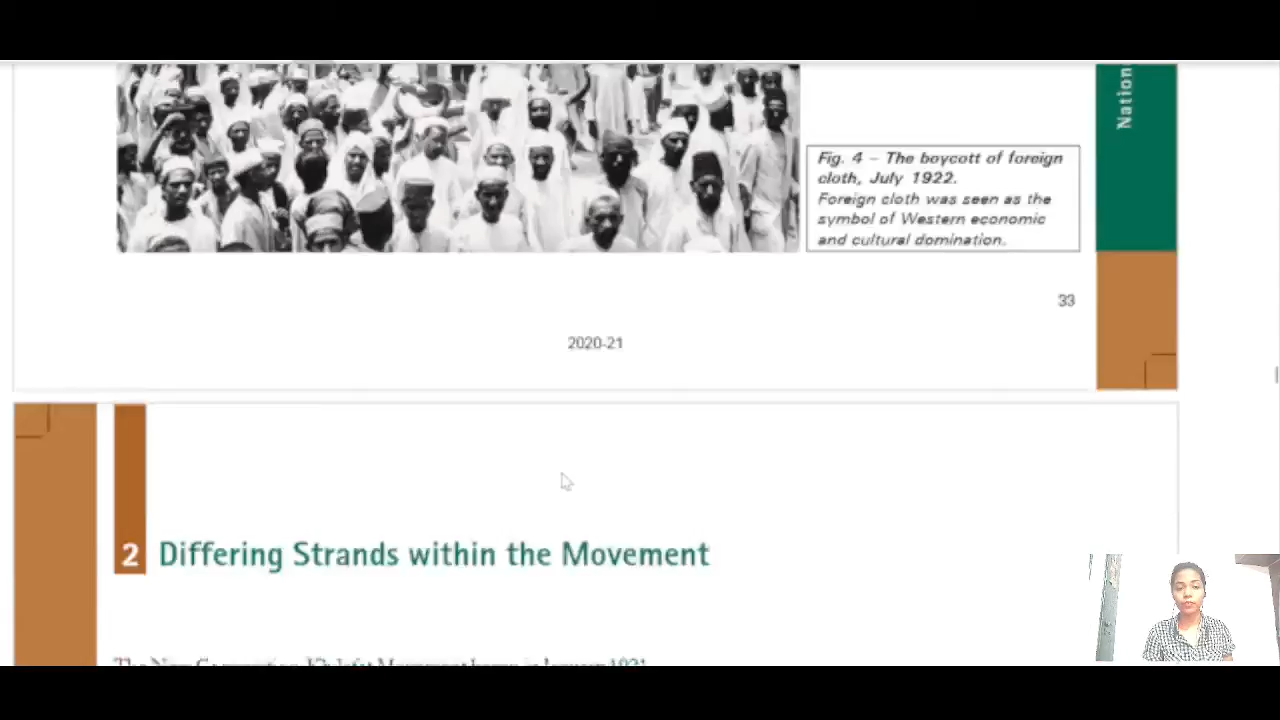 Nation
Fig. 4 – The boycott of foreign
cloth, July 1922.
Foreign cloth was seen as the
symbol of Western economic
and cultural domination.
33
2020-21
2 Differing Strands within the Movement